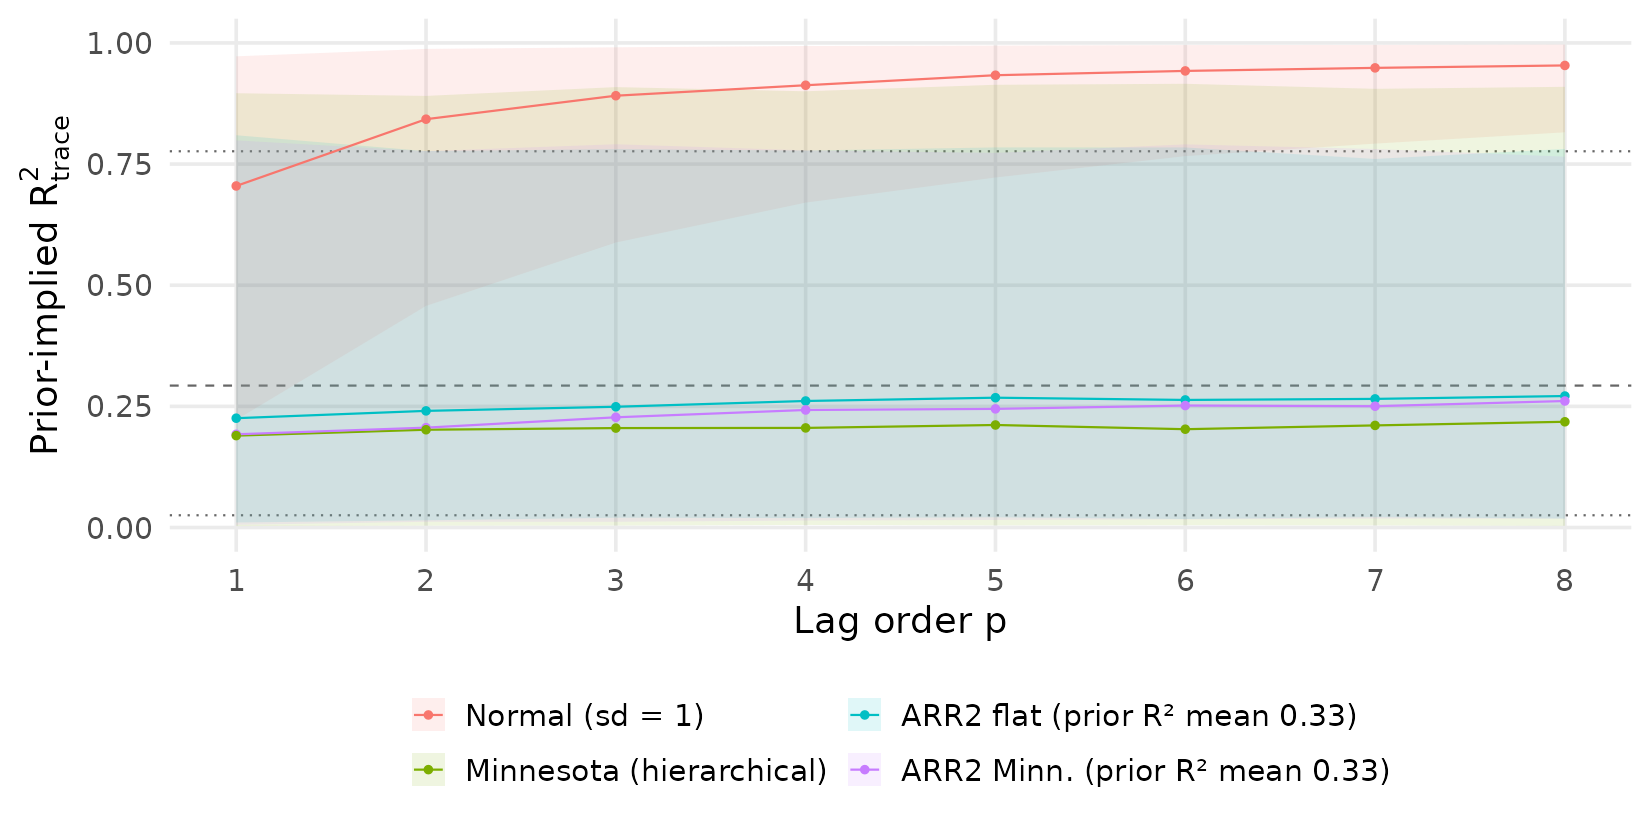 Prior-implied R²trace
1.00
0.75
0.50
0.25
0.00
1 2 3 4 5 6 7 8
Lag order p
Normal (sd = 1)
Minnesota (hierarchical)
ARR2 flat (prior R² mean 0.33)
ARR2 Minn. (prior R² mean 0.33)